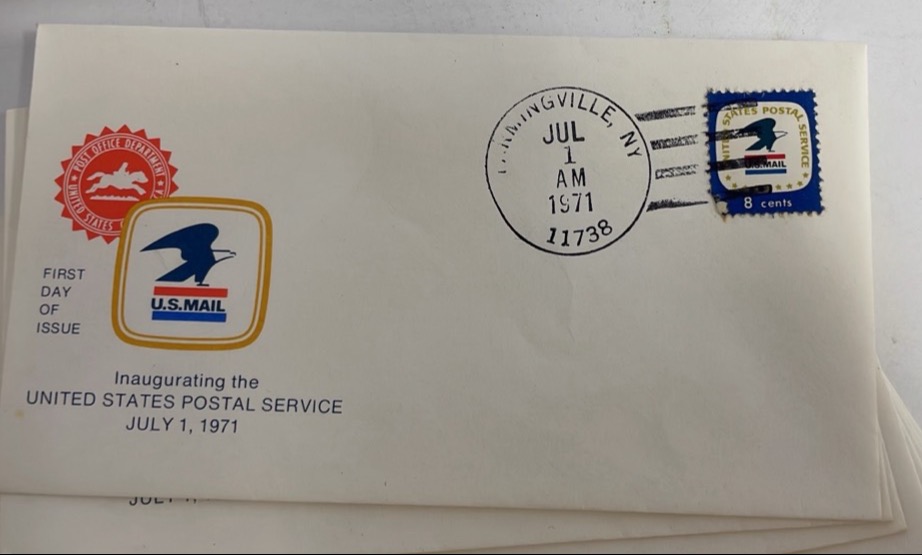 POST OFFICE DEPARTMENT
UNITED STATES
FIRST
DAY
OF
ISSUE
U.S.MAIL
Inaugurating the
UNITED STATES POSTAL SERVICE
JULY 1, 1971
JUL
1
AM
1971
NY
11738
UNITED STATES POSTAL SERVICE
U.S.MAIL
8 cents